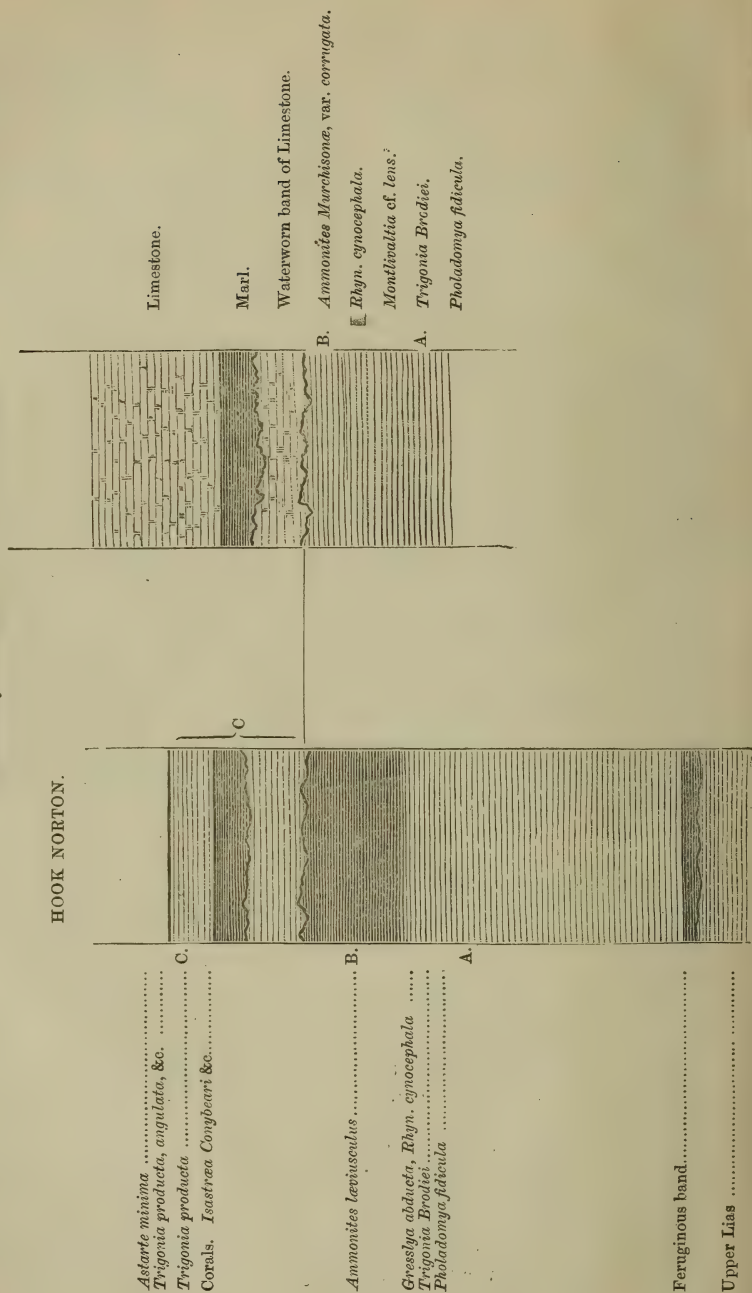 HOOK NORTON.
Astarte minima
Trigonia producta, angulata, &c.
C.
Trigonia producta
Corals. Isastræa Conybeari &c.
Ammonites læviusculus
B.
Gresslya abducta, Rhyn. cynocephala
Trigonia Brodiei
Pholadomya fidicula
A.
Feruginous band
Upper Lias
C
Limestone.
Marl.
Waterworn band of Limestone.
B. Ammonites Murchisonæ, var. corrugata.
Rhyn. cynocephala.
Montlivaltia cf. lens.
A. Trigonia Brodiei.
Pholadomya fidicula.